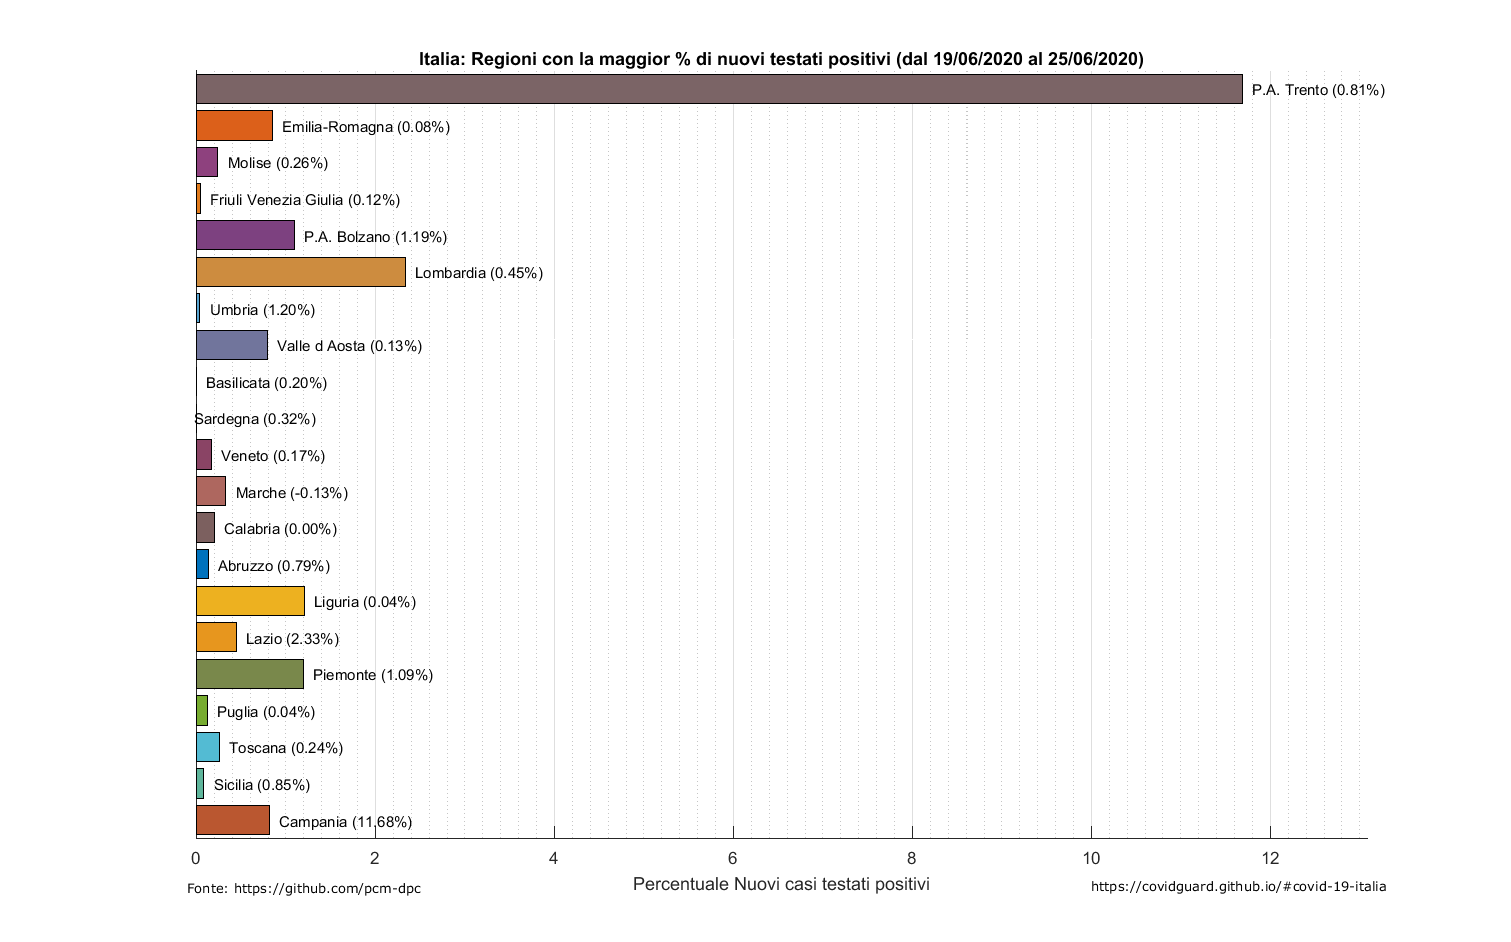 Italia: Regioni con la maggior % di nuovi testati positivi (dal 19/06/2020 al 25/06/2020)
P.A. Trento (0.81%)
Emilia-Romagna (0.08%)
Molise (0.26%)
Friuli Venezia Giulia (0.12%)
P.A. Bolzano (1.19%)
Lombardia (0.45%)
Umbria (1.20%)
Valle d Aosta (0.13%)
Basilicata (0.20%)
Sardegna (0.32%)
Veneto (0.17%)
Marche (-0.13%)
Calabria (0.00%)
Abruzzo (0.79%)
Liguria (0.04%)
Lazio (2.33%)
Piemonte (1.09%)
Puglia (0.04%)
Toscana (0.24%)
Sicilia (0.85%)
Campania (11.68%)
0 2 4 6 8 10 12
Percentuale Nuovi casi testati positivi
Fonte: https://github.com/pcm-dpc
https://covidguard.github.io/#covid-19-italia